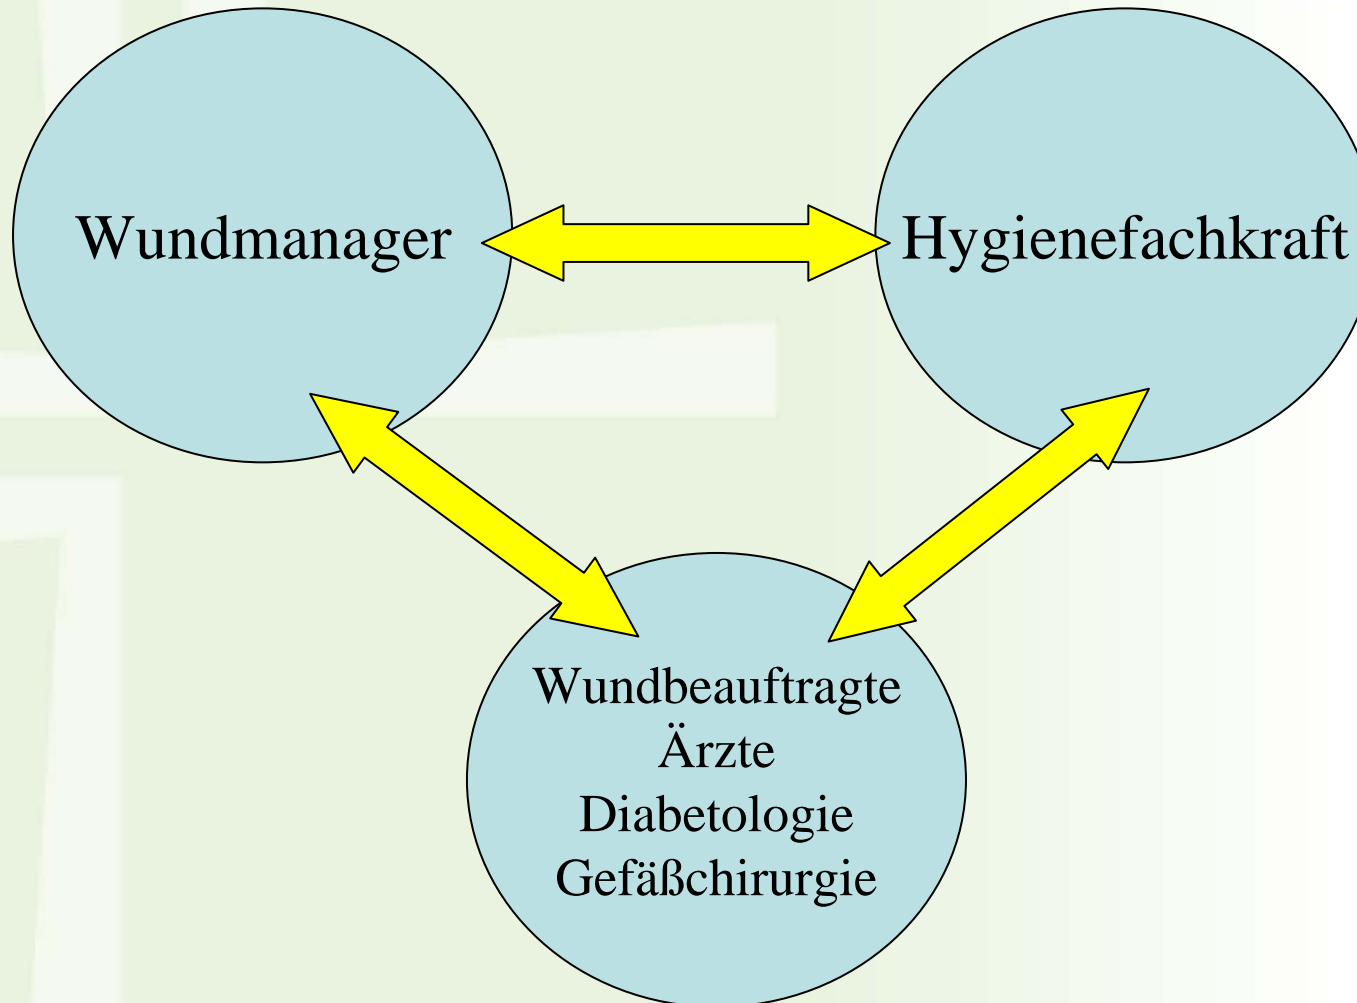 Wundmanager
Hygienefachkraft
Wundbeauftragte
Ärzte
Diabetologie
Gefäßchirurgie